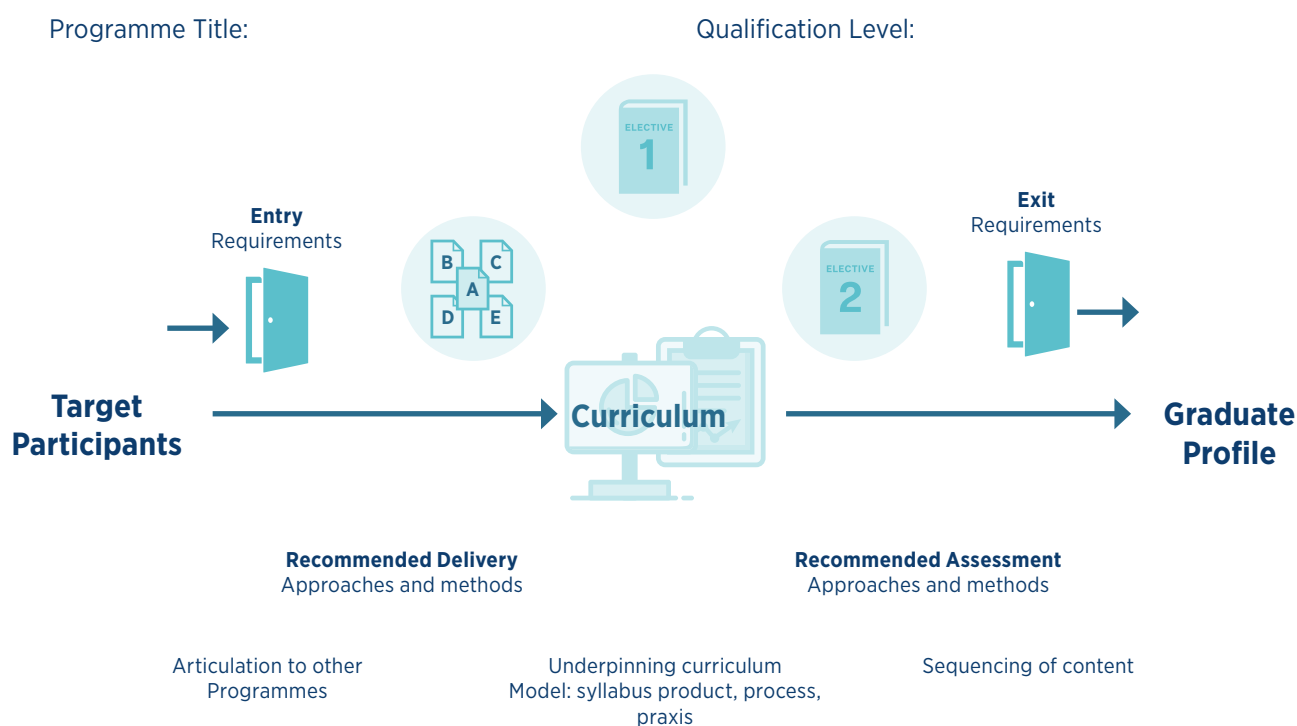 Programme Title:
Qualification Level:
ELECTIVE
1
Entry
Requirements
Exit
Requirements
B
C
A
D
E
ELECTIVE
2
Target
Participants
Curriculum
Graduate
Profile
Recommended Delivery
Approaches and methods
Recommended Assessment
Approaches and methods
Articulation to other
Programmes
Underpinning curriculum
Model: syllabus product, process,
praxis
Sequencing of content